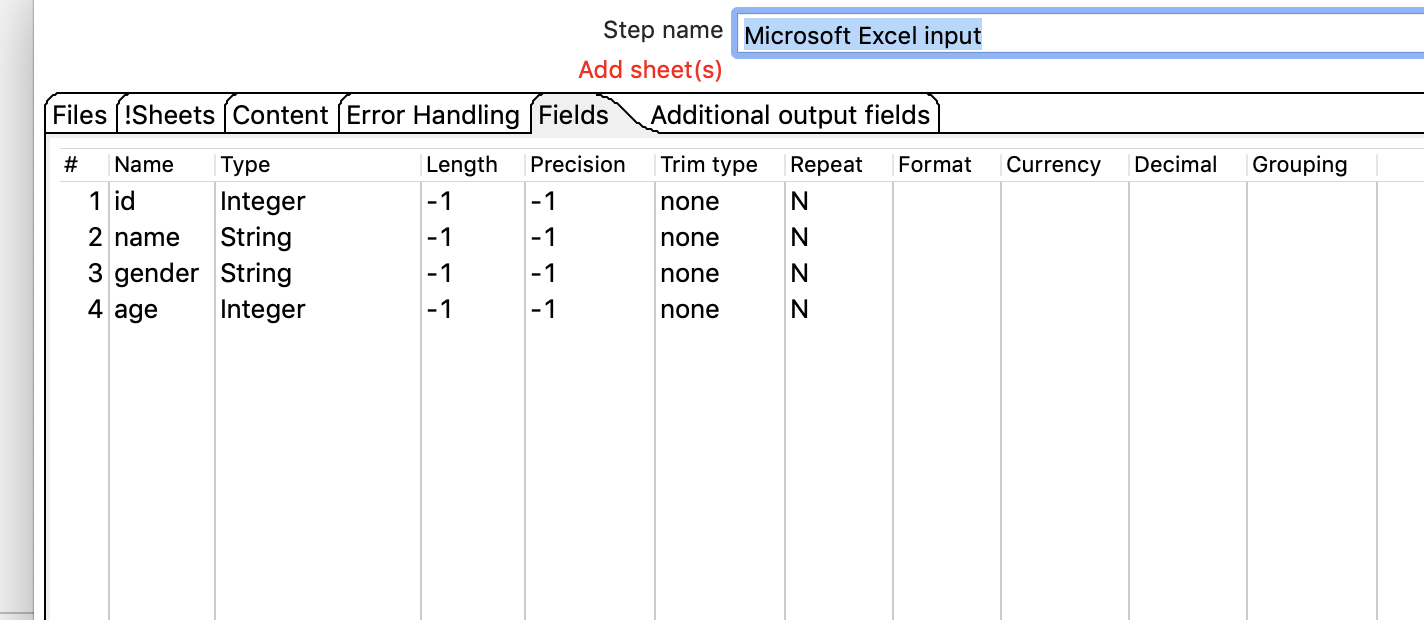 Step name Microsoft Excel input
Add sheet(s)
Files !Sheets Content Error Handling Fields Additional output fields
# Name Type Length Precision Trim type Repeat Format Currency Decimal Grouping
1 id Integer -1 -1 none N
2 name String -1 -1 none N
3 gender String -1 -1 none N
4 age Integer -1 -1 none N